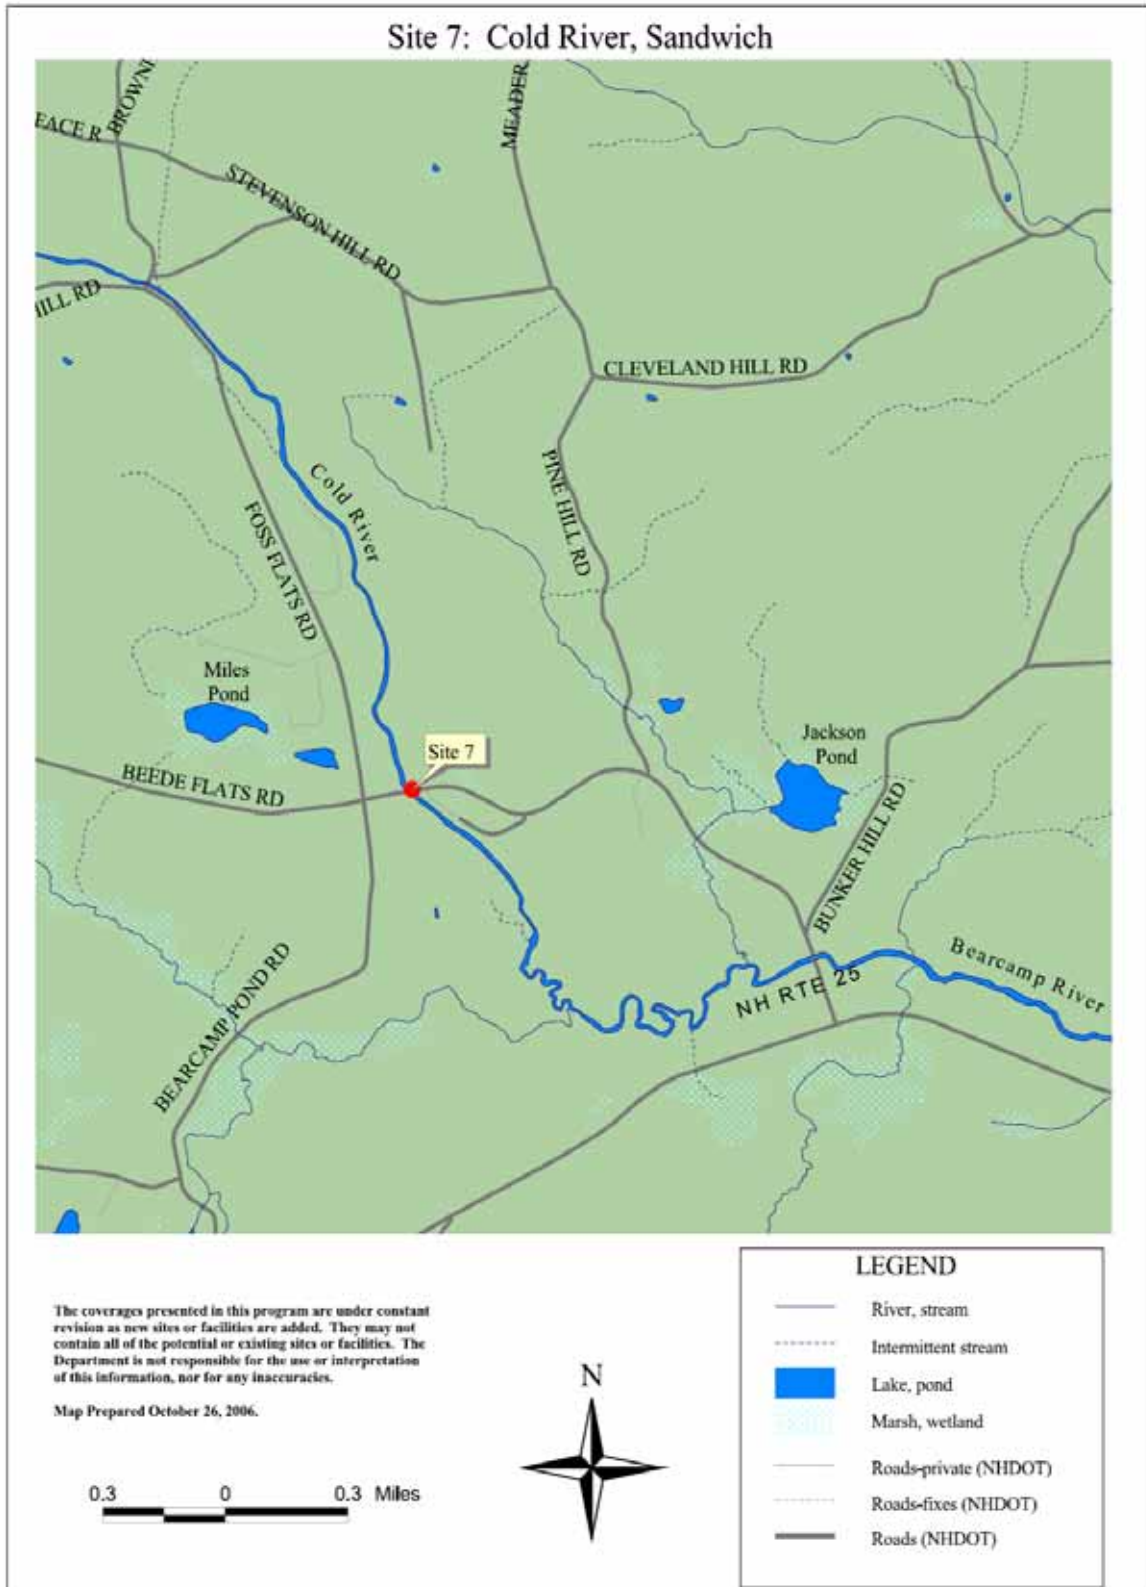 Site 7: Cold River, Sandwich
BROWNI
MEADER
EACE R
STEVENSON HILL RD
HILL RD
CLEVELAND HILL RD
Cold River
PINE HILL RD
FOSS FLATS RD
Miles
Pond
Jackson
Pond
Site 7
BEEDE FLATS RD
BUNKER HILL RD
Bearcamp River
NH RTE 25
BEARCAMP POND RD
The coverages presented in this program are under constant
revision as new sites or facilities are added. They may not
contain all of the potential or existing sites or facilities. The
Department is not responsible for the use or interpretation
of this information, nor for any inaccuracies.
Map Prepared October 26, 2006.
0.3 0 0.3 Miles
N
LEGEND
River, stream
Intermittent stream
Lake, pond
Marsh, wetland
Roads-private (NHDOT)
Roads-fixes (NHDOT)
Roads (NHDOT)